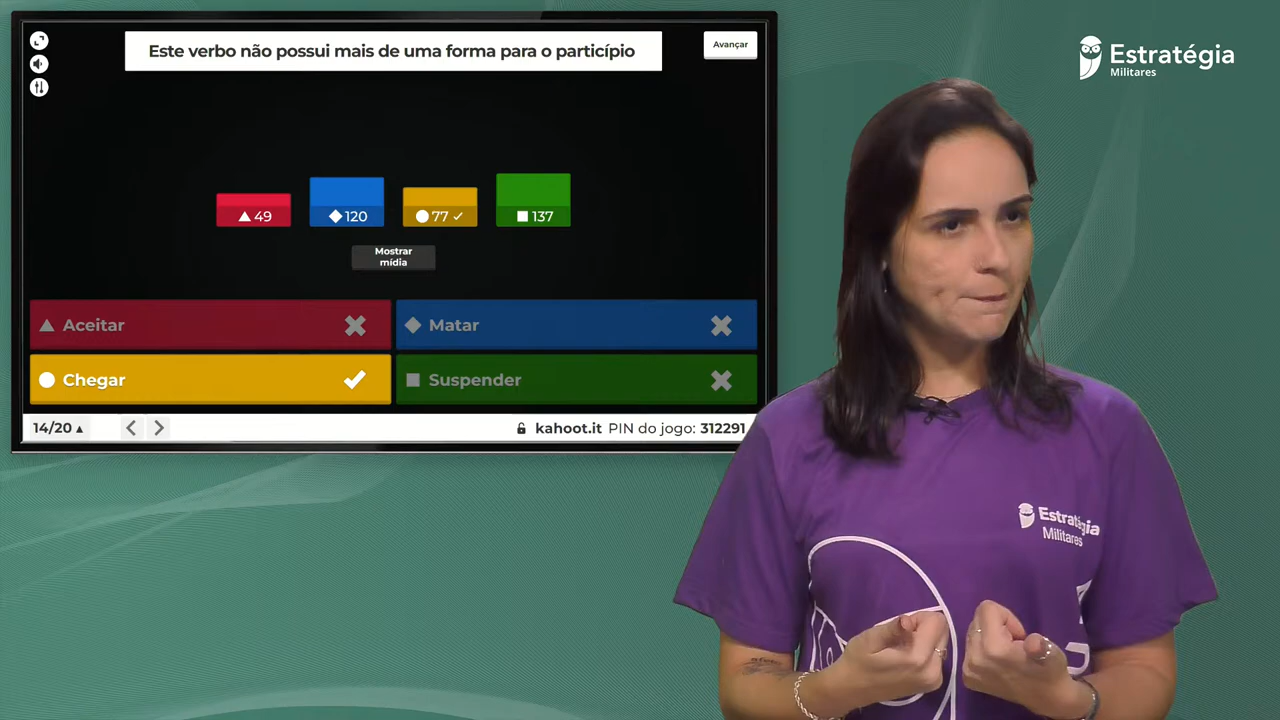 Este verbo não possui mais de uma forma para o particípio
Avançar
Estratégia
Militares
49
120
77
137
Mostrar
mídia
Aceitar
Matar
Chegar
Suspender
14/20
kahoot.it PIN do jogo: 312291
Estratégia
Militares